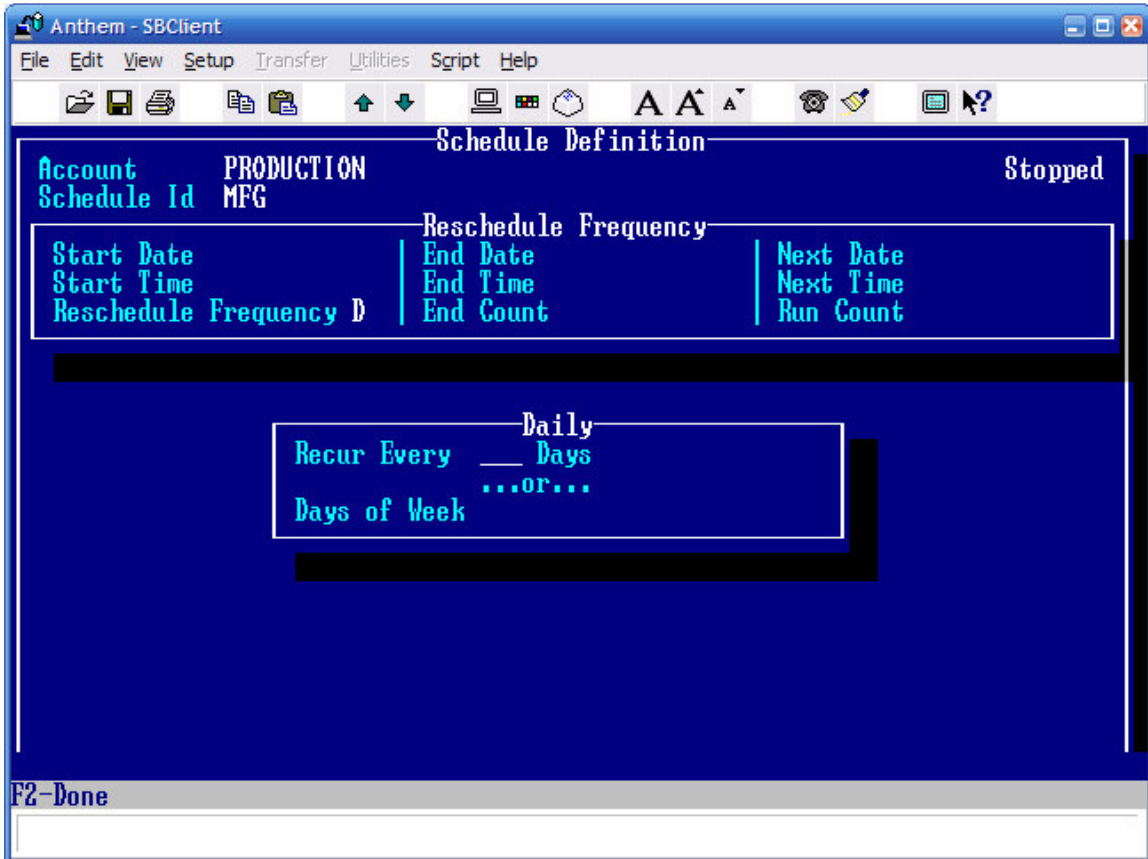 Anthem - SBClient
File Edit View Setup Transfer Utilities Script Help
A A A
Schedule Definition
Account PRODUCTION Stopped
Schedule Id MFG
Reschedule Frequency
Start Date | End Date | Next Date
Start Time | End Time | Next Time
Reschedule Frequency D | End Count | Run Count
Daily
Recur Every ___ Days
...or...
Days of Week
F2-Done